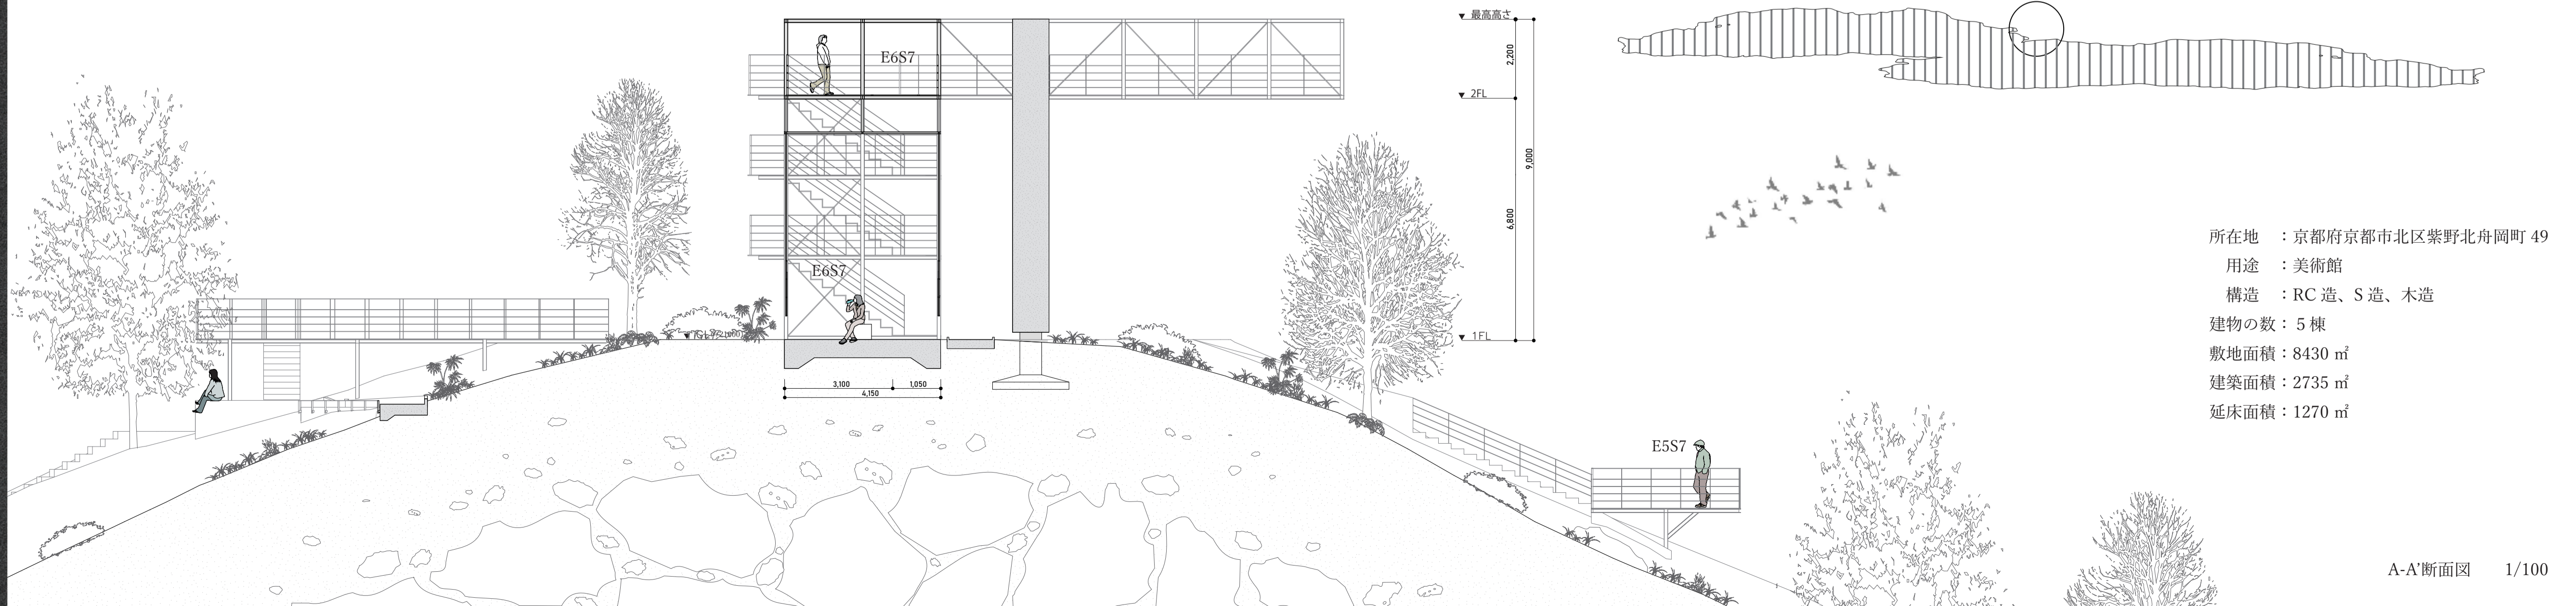 E6S7
▼ 最高高さ
2,200
▼ 2FL
9,000
6,800
E6S7
▼ 1FL
3,100
1,050
4,150
E5S7
所在地 ：京都府京都市北区紫野北舟岡町 49
用途 ：美術館
構造 ：RC 造、S 造、木造
建物の数： 5 棟
敷地面積：8430 ㎡
建築面積：2735 ㎡
延床面積：1270 ㎡
A-A’断面図 1/100